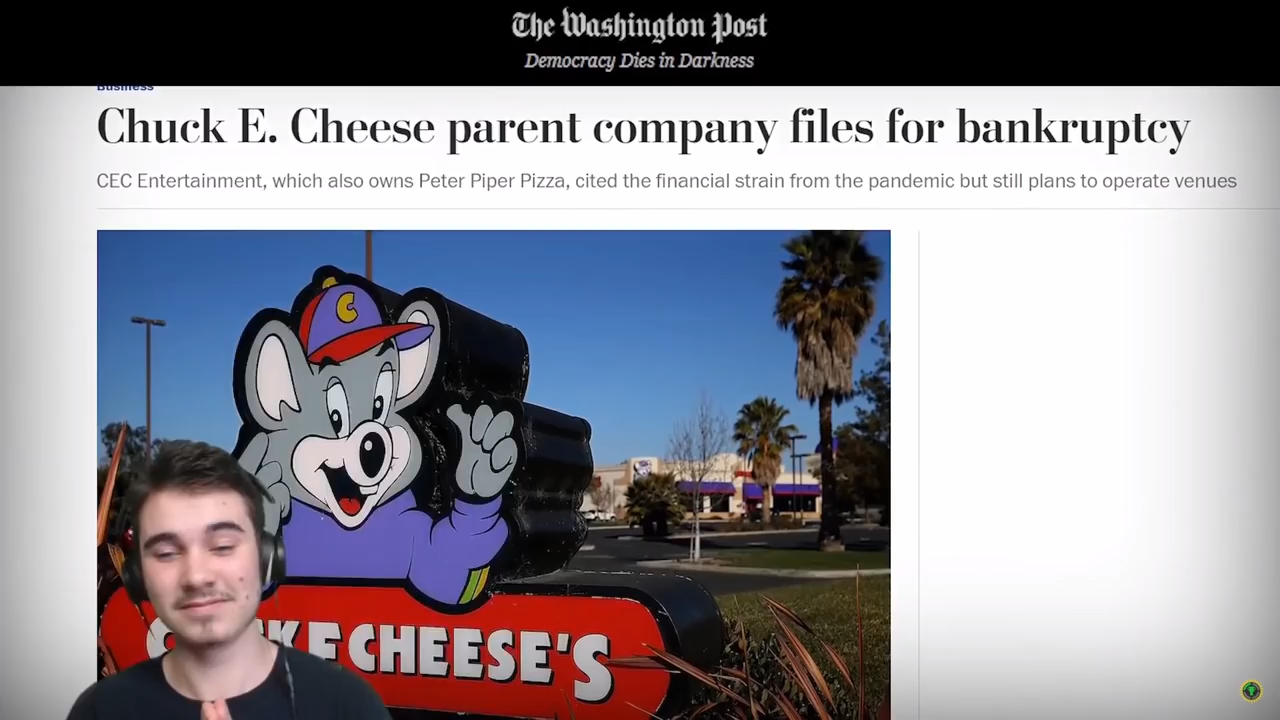 The Washington Post
Democracy Dies in Darkness
Business
Chuck E. Cheese parent company files for bankruptcy
CEC Entertainment, which also owns Peter Piper Pizza, cited the financial strain from the pandemic but still plans to operate venues
C
E CHEESE'S